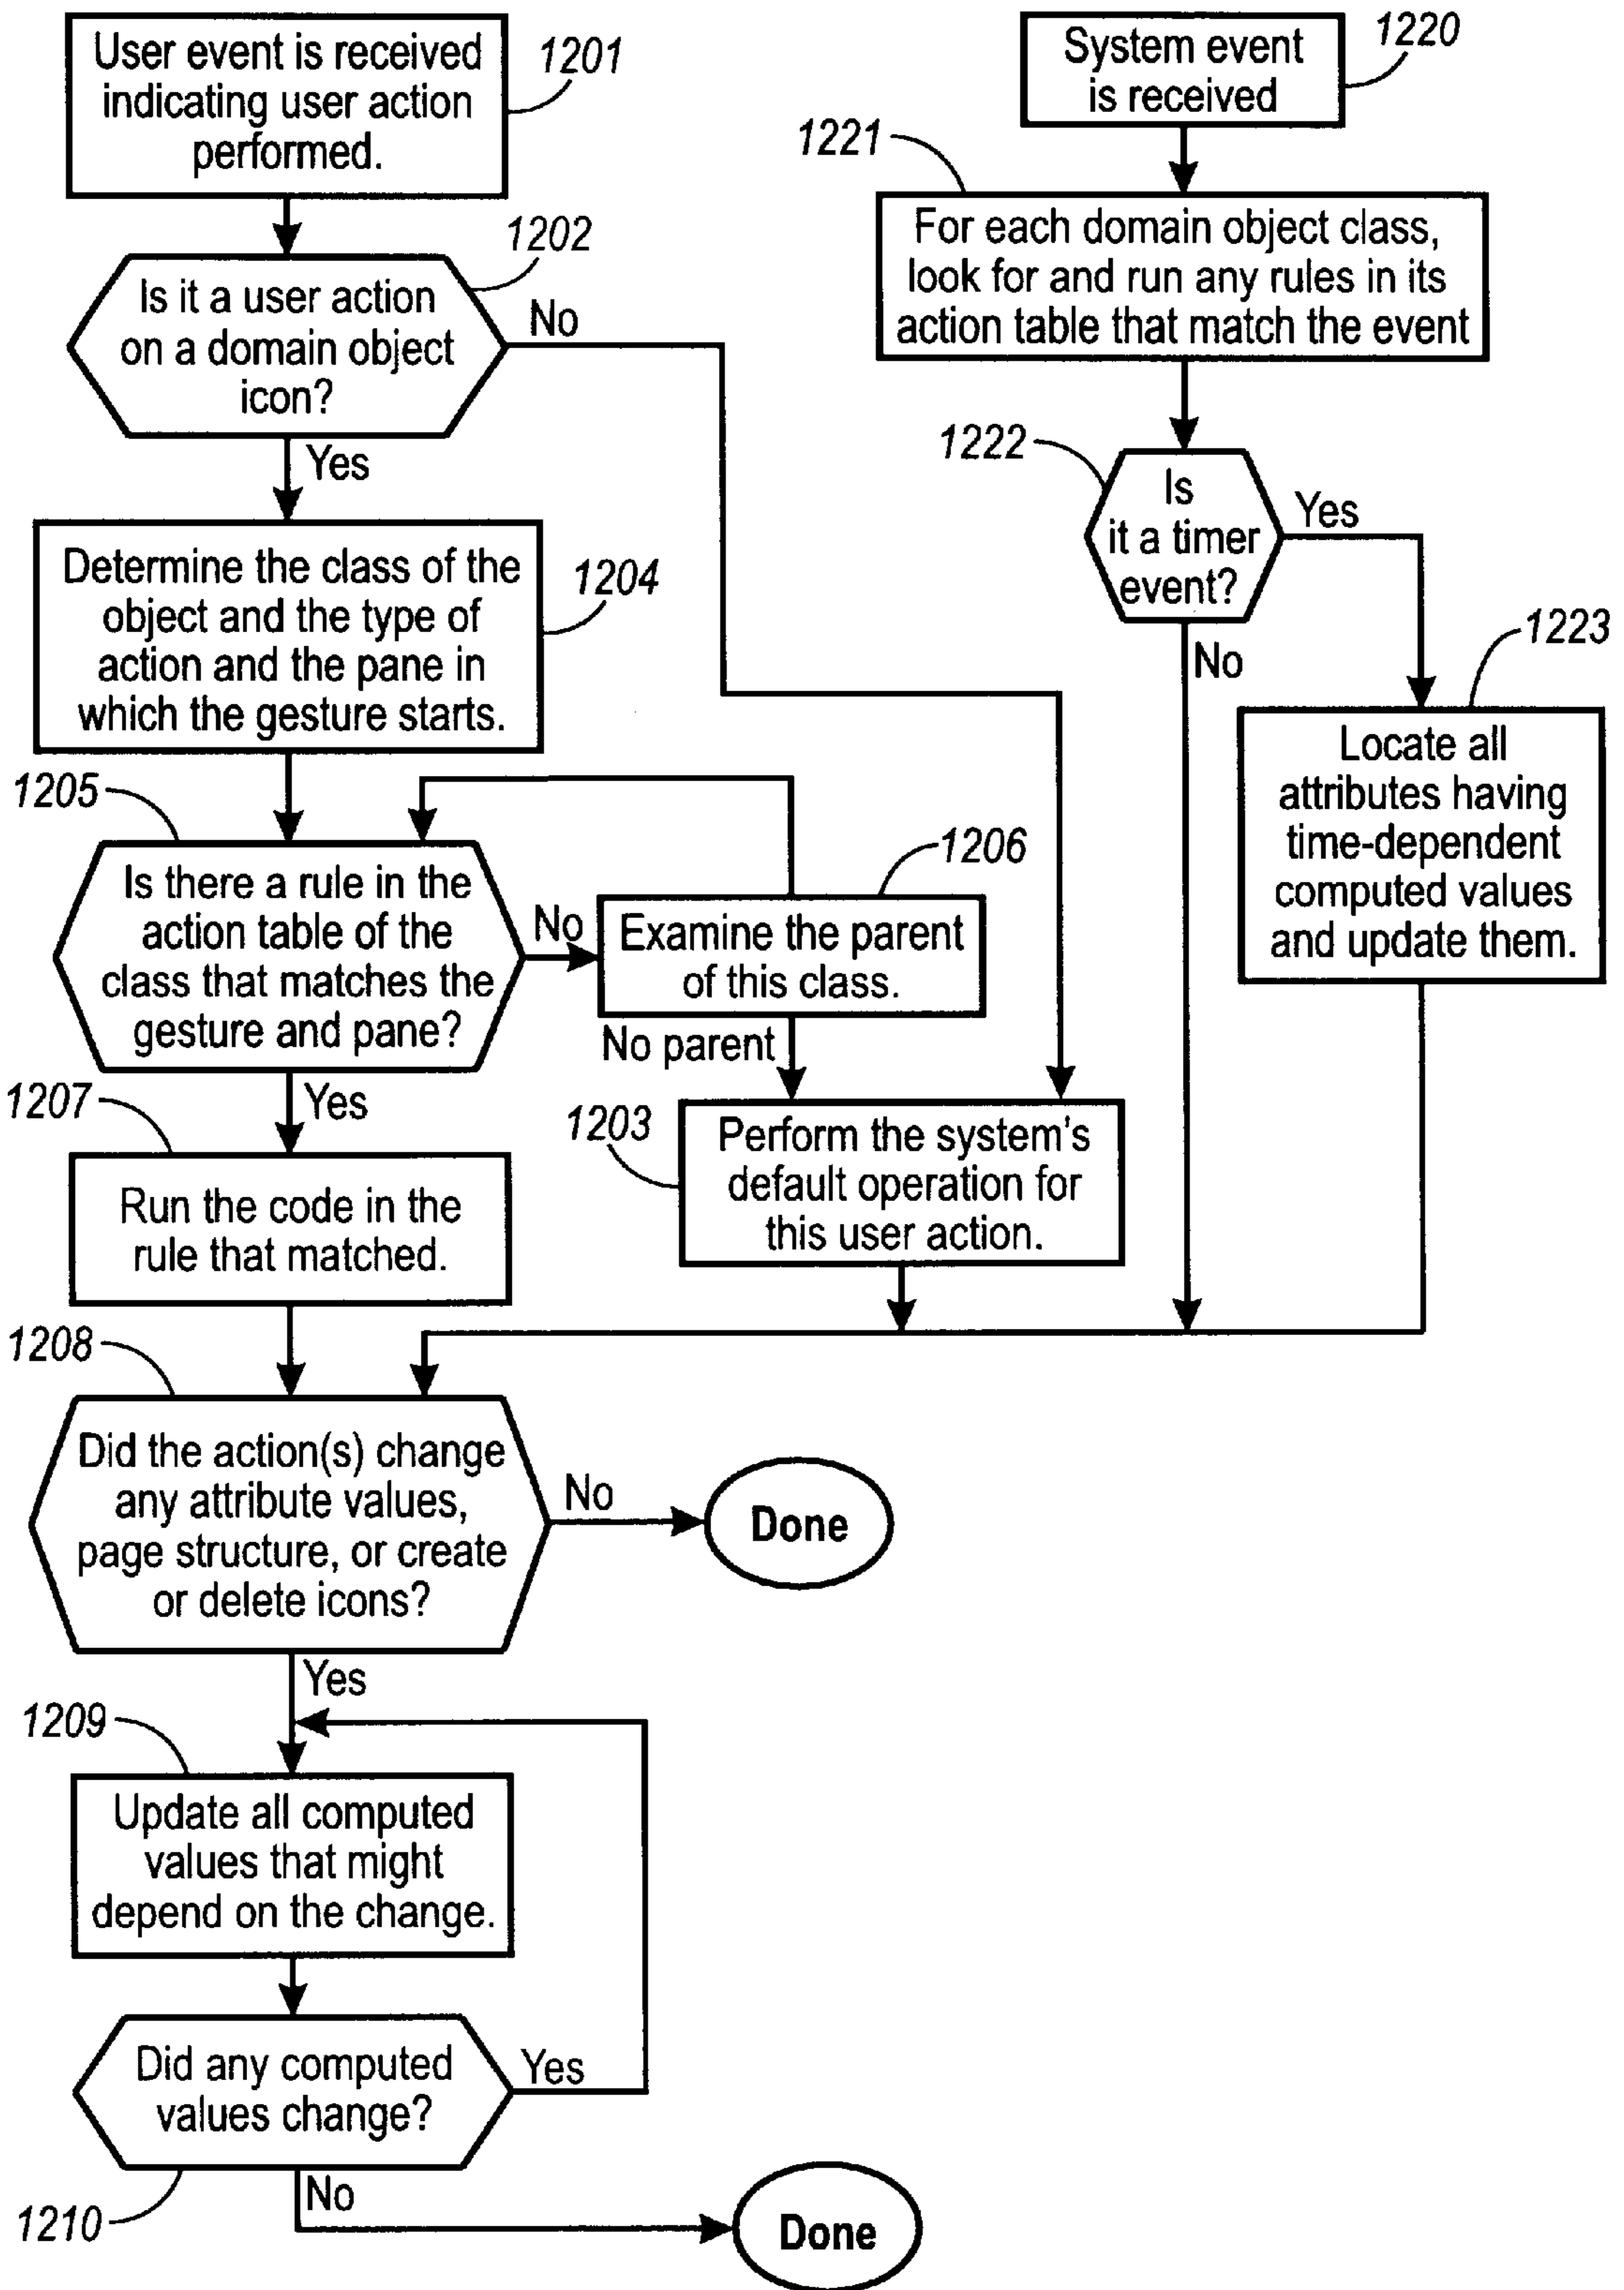 User event is received
indicating user action
performed.
1201
1202
Is it a user action
on a domain object
icon?
No
Yes
Determine the class of the
object and the type of
action and the pane in
which the gesture starts.
1204
1205
Is there a rule in the
action table of the
class that matches the
gesture and pane?
No
1206
Examine the parent
of this class.
No parent
Yes
1207
Run the code in the
rule that matched.
1203
Perform the system's
default operation for
this user action.
1208
Did the action(s) change
any attribute values,
page structure, or create
or delete icons?
No
Done
Yes
1209
Update all computed
values that might
depend on the change.
Did any computed
values change?
Yes
1210
No
Done
System event
is received
1220
1221
For each domain object class,
look for and run any rules in its
action table that match the event
1222
Is
it a timer
event?
Yes
No
1223
Locate all
attributes having
time-dependent
computed values
and update them.